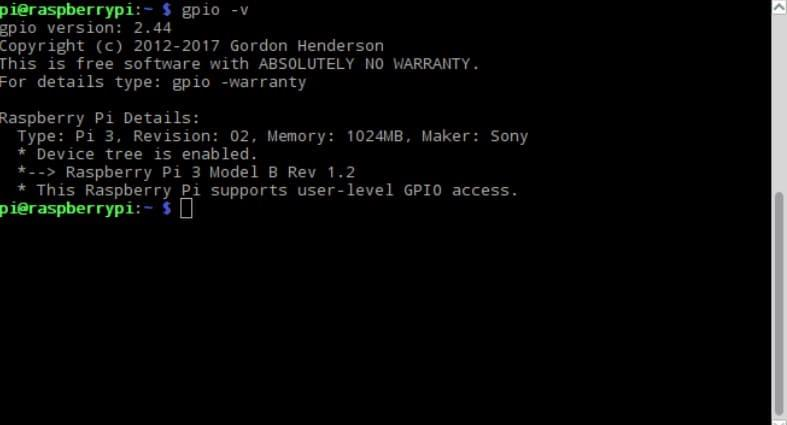 pi@raspberrypi:~ $ gpio -v
gpio version: 2.44
Copyright (c) 2012-2017 Gordon Henderson
This is free software with ABSOLUTELY NO WARRANTY.
For details type: gpio -warranty
Raspberry Pi Details:
Type: Pi 3, Revision: 02, Memory: 1024MB, Maker: Sony
* Device tree is enabled.
*--> Raspberry Pi 3 Model B Rev 1.2
* This Raspberry Pi supports user-level GPIO access.
pi@raspberrypi:~ $